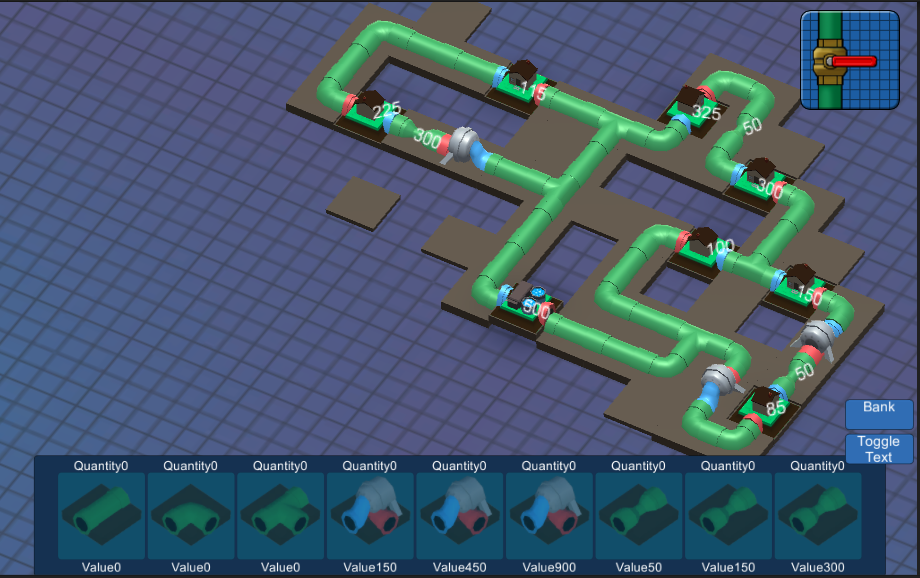 115
225
325
300
50
300
100
150
500
50
85
Bank
Toggle
Text
Quantity0 Quantity0 Quantity0 Quantity0 Quantity0 Quantity0 Quantity0 Quantity0 Quantity0
Value0 Value0 Value0 Value150 Value450 Value900 Value50 Value150 Value300